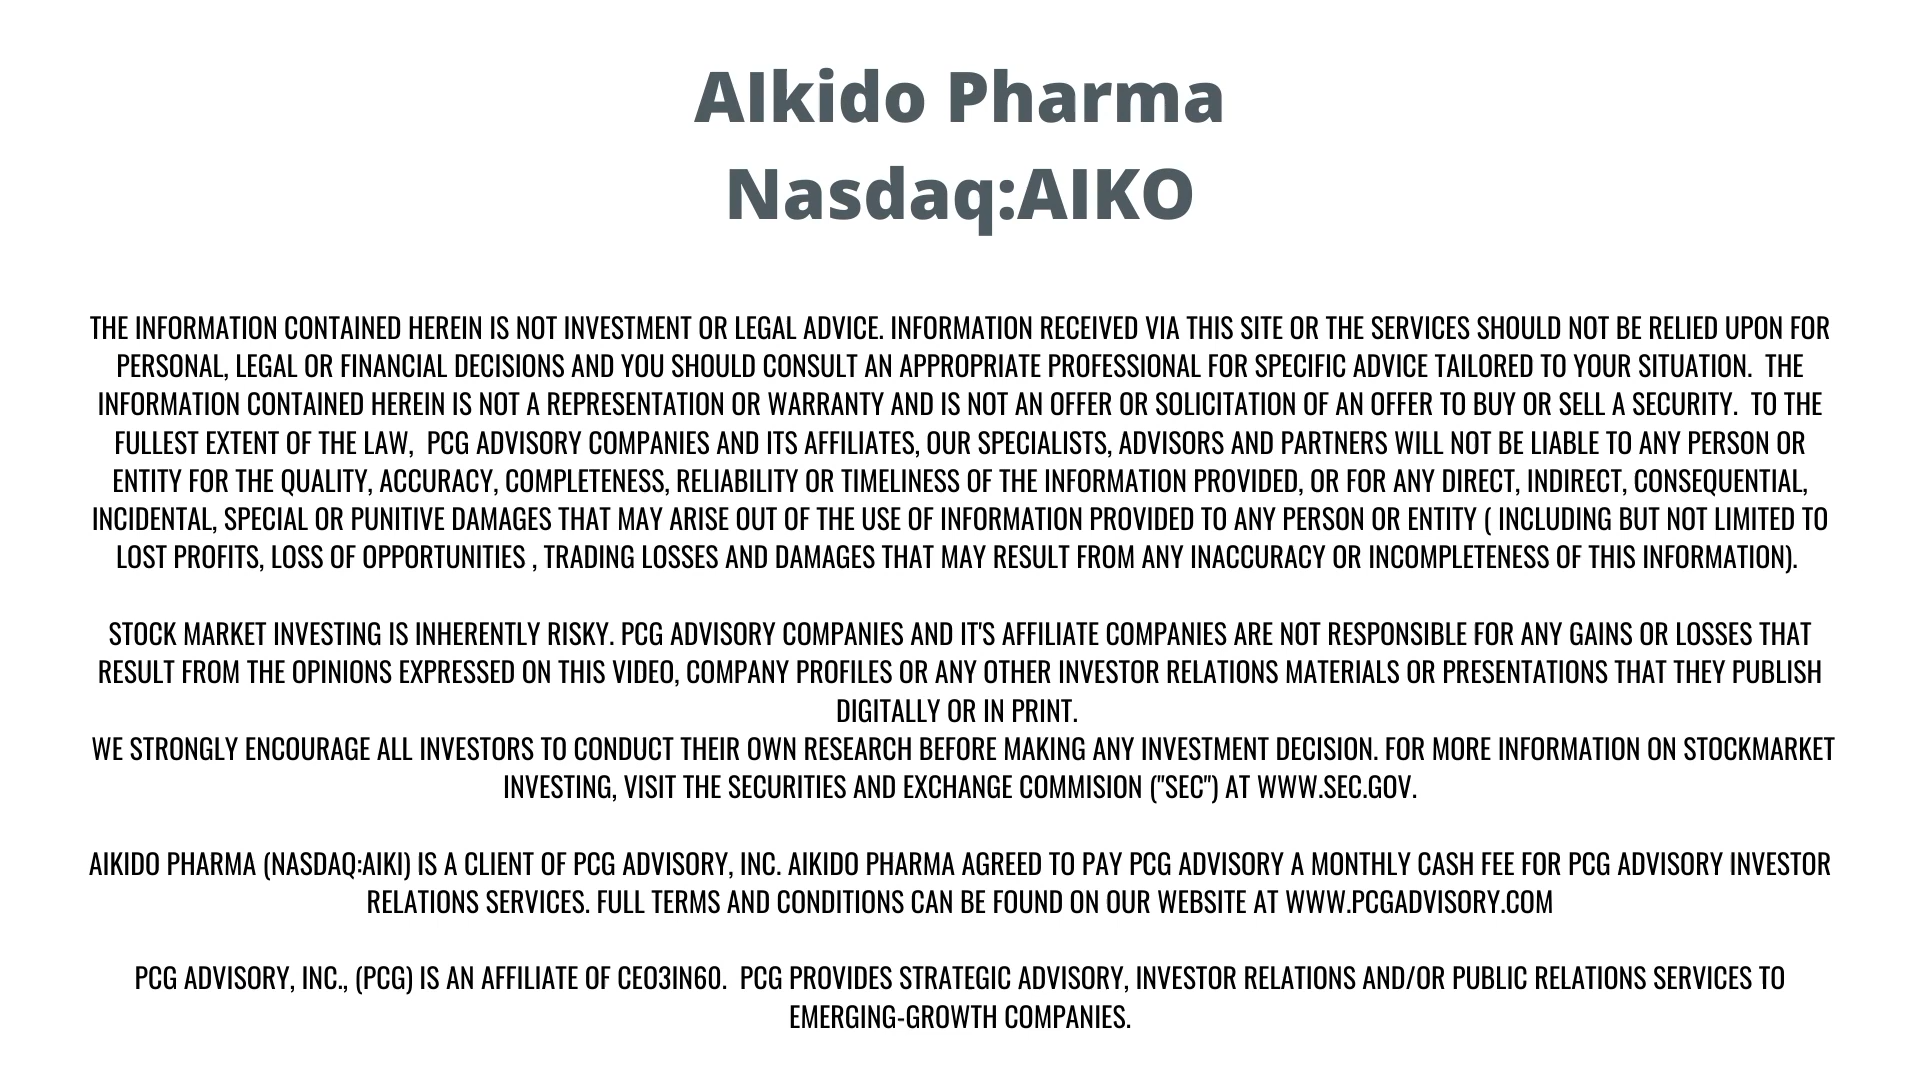 AIkido Pharma
Nasdaq:AIKO
THE INFORMATION CONTAINED HEREIN IS NOT INVESTMENT OR LEGAL ADVICE. INFORMATION RECEIVED VIA THIS SITE OR THE SERVICES SHOULD NOT BE RELIED UPON FOR
PERSONAL, LEGAL OR FINANCIAL DECISIONS AND YOU SHOULD CONSULT AN APPROPRIATE PROFESSIONAL FOR SPECIFIC ADVICE TAILORED TO YOUR SITUATION.  THE
INFORMATION CONTAINED HEREIN IS NOT A REPRESENTATION OR WARRANTY AND IS NOT AN OFFER OR SOLICITATION OF AN OFFER TO BUY OR SELL A SECURITY.  TO THE
FULLEST EXTENT OF THE LAW,  PCG ADVISORY COMPANIES AND ITS AFFILIATES, OUR SPECIALISTS, ADVISORS AND PARTNERS WILL NOT BE LIABLE TO ANY PERSON OR
ENTITY FOR THE QUALITY, ACCURACY, COMPLETENESS, RELIABILITY OR TIMELINESS OF THE INFORMATION PROVIDED, OR FOR ANY DIRECT, INDIRECT, CONSEQUENTIAL,
INCIDENTAL, SPECIAL OR PUNITIVE DAMAGES THAT MAY ARISE OUT OF THE USE OF INFORMATION PROVIDED TO ANY PERSON OR ENTITY ( INCLUDING BUT NOT LIMITED TO
LOST PROFITS, LOSS OF OPPORTUNITIES , TRADING LOSSES AND DAMAGES THAT MAY RESULT FROM ANY INACCURACY OR INCOMPLETENESS OF THIS INFORMATION).
STOCK MARKET INVESTING IS INHERENTLY RISKY. PCG ADVISORY COMPANIES AND IT'S AFFILIATE COMPANIES ARE NOT RESPONSIBLE FOR ANY GAINS OR LOSSES THAT
RESULT FROM THE OPINIONS EXPRESSED ON THIS VIDEO, COMPANY PROFILES OR ANY OTHER INVESTOR RELATIONS MATERIALS OR PRESENTATIONS THAT THEY PUBLISH
DIGITALLY OR IN PRINT.
WE STRONGLY ENCOURAGE ALL INVESTORS TO CONDUCT THEIR OWN RESEARCH BEFORE MAKING ANY INVESTMENT DECISION. FOR MORE INFORMATION ON STOCKMARKET
INVESTING, VISIT THE SECURITIES AND EXCHANGE COMMISION ("SEC") AT WWW.SEC.GOV.
AIKIDO PHARMA (NASDAQ:AIKI) IS A CLIENT OF PCG ADVISORY, INC. AIKIDO PHARMA AGREED TO PAY PCG ADVISORY A MONTHLY CASH FEE FOR PCG ADVISORY INVESTOR
RELATIONS SERVICES. FULL TERMS AND CONDITIONS CAN BE FOUND ON OUR WEBSITE AT WWW.PCGADVISORY.COM
PCG ADVISORY, INC., (PCG) IS AN AFFILIATE OF CEO3IN60.  PCG PROVIDES STRATEGIC ADVISORY, INVESTOR RELATIONS AND/OR PUBLIC RELATIONS SERVICES TO
EMERGING-GROWTH COMPANIES.